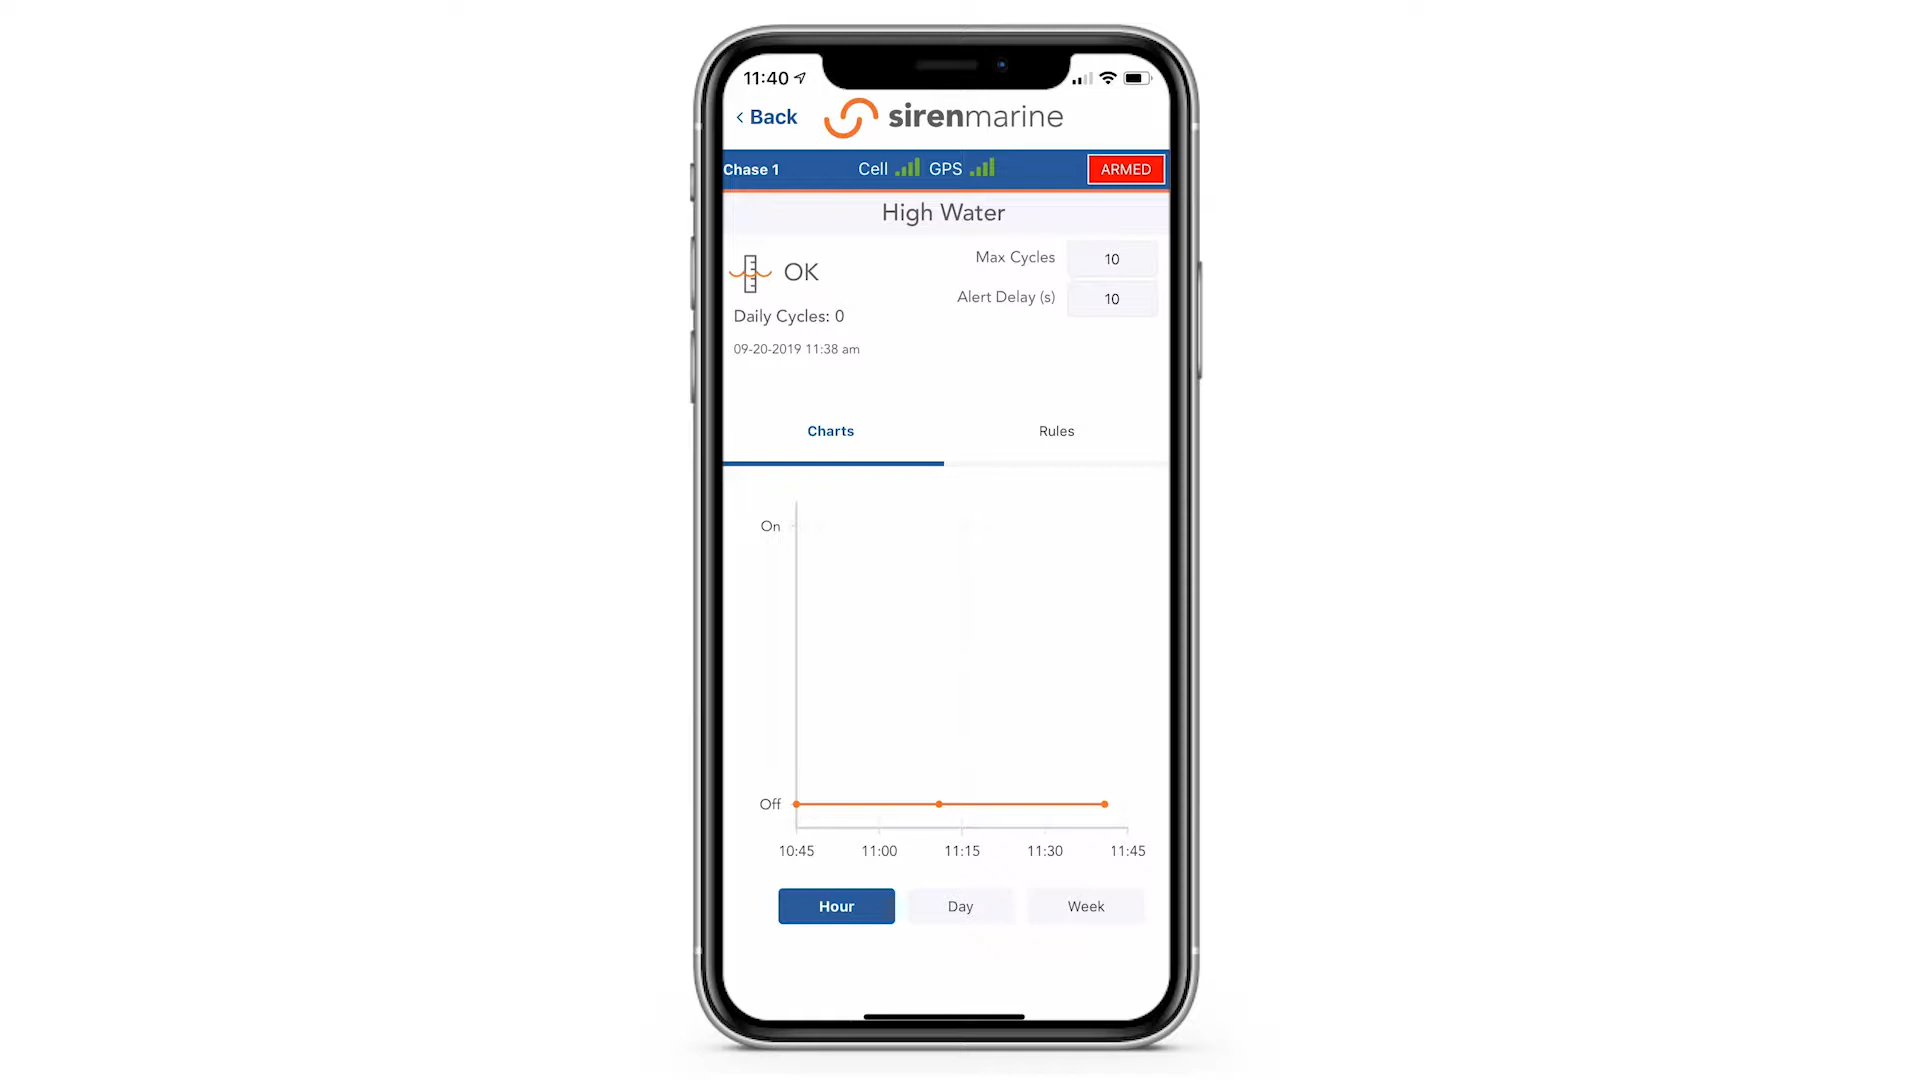 11:40
Back
sirenmarine
Chase 1 Cell GPS ARMED
High Water
OK
Max Cycles 10
Alert Delay (s) 10
Daily Cycles: 0
09-20-2019 11:38 am
Charts Rules
On
Off
10:45 11:00 11:15 11:30 11:45
Hour Day Week